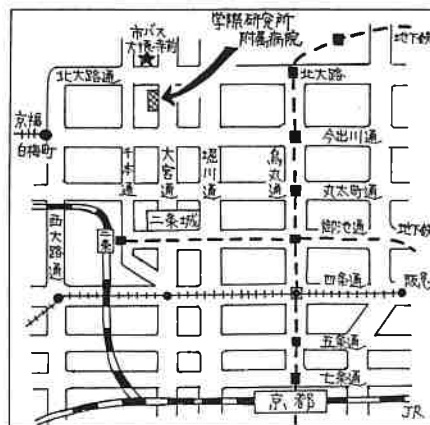 市バス
大徳寺前
学際研究所
附属病院
地下鉄
北大路通
北大路
京福
白梅町
今出川通
千本通
大宮通
堀川通
烏丸通
丸太町通
西大路通
二条
二条城
御池通
地下鉄
四条通
阪急
五条通
七条通
京都
JR